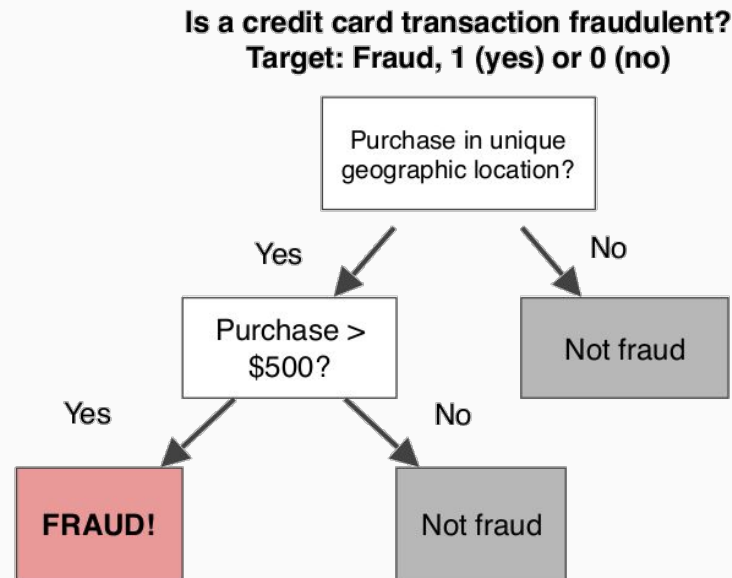 Is a credit card transaction fraudulent?
Target: Fraud, 1 (yes) or 0 (no)
Purchase in unique
geographic location?
Yes
No
Purchase >
$500?
Not fraud
Yes
No
FRAUD!
Not fraud